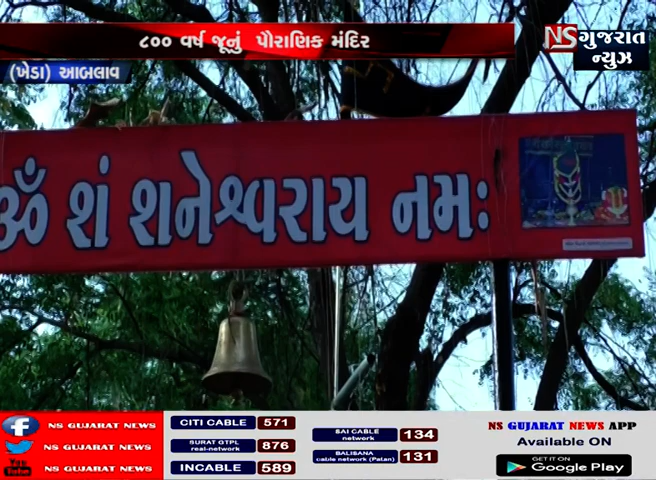 ૮૦૦ વર્ષ જૂનું પૌરાણિક મંદિર
NS ગુજરાત
ન્યુઝ
(ખેડા) આબલાવ
ૐ શં શનેશ્વરાય નમઃ
NS GUJARAT NEWS
NS GUJARAT NEWS
You Tube NS GUJARAT NEWS
CITI CABLE 571
SURAT GTPL
real-network 876
INCABLE 589
SAI CABLE
network 134
BALISANA
cable network (Patan) 131
NS GUJARAT NEWS APP
Available ON
GET IT ON
Google Play